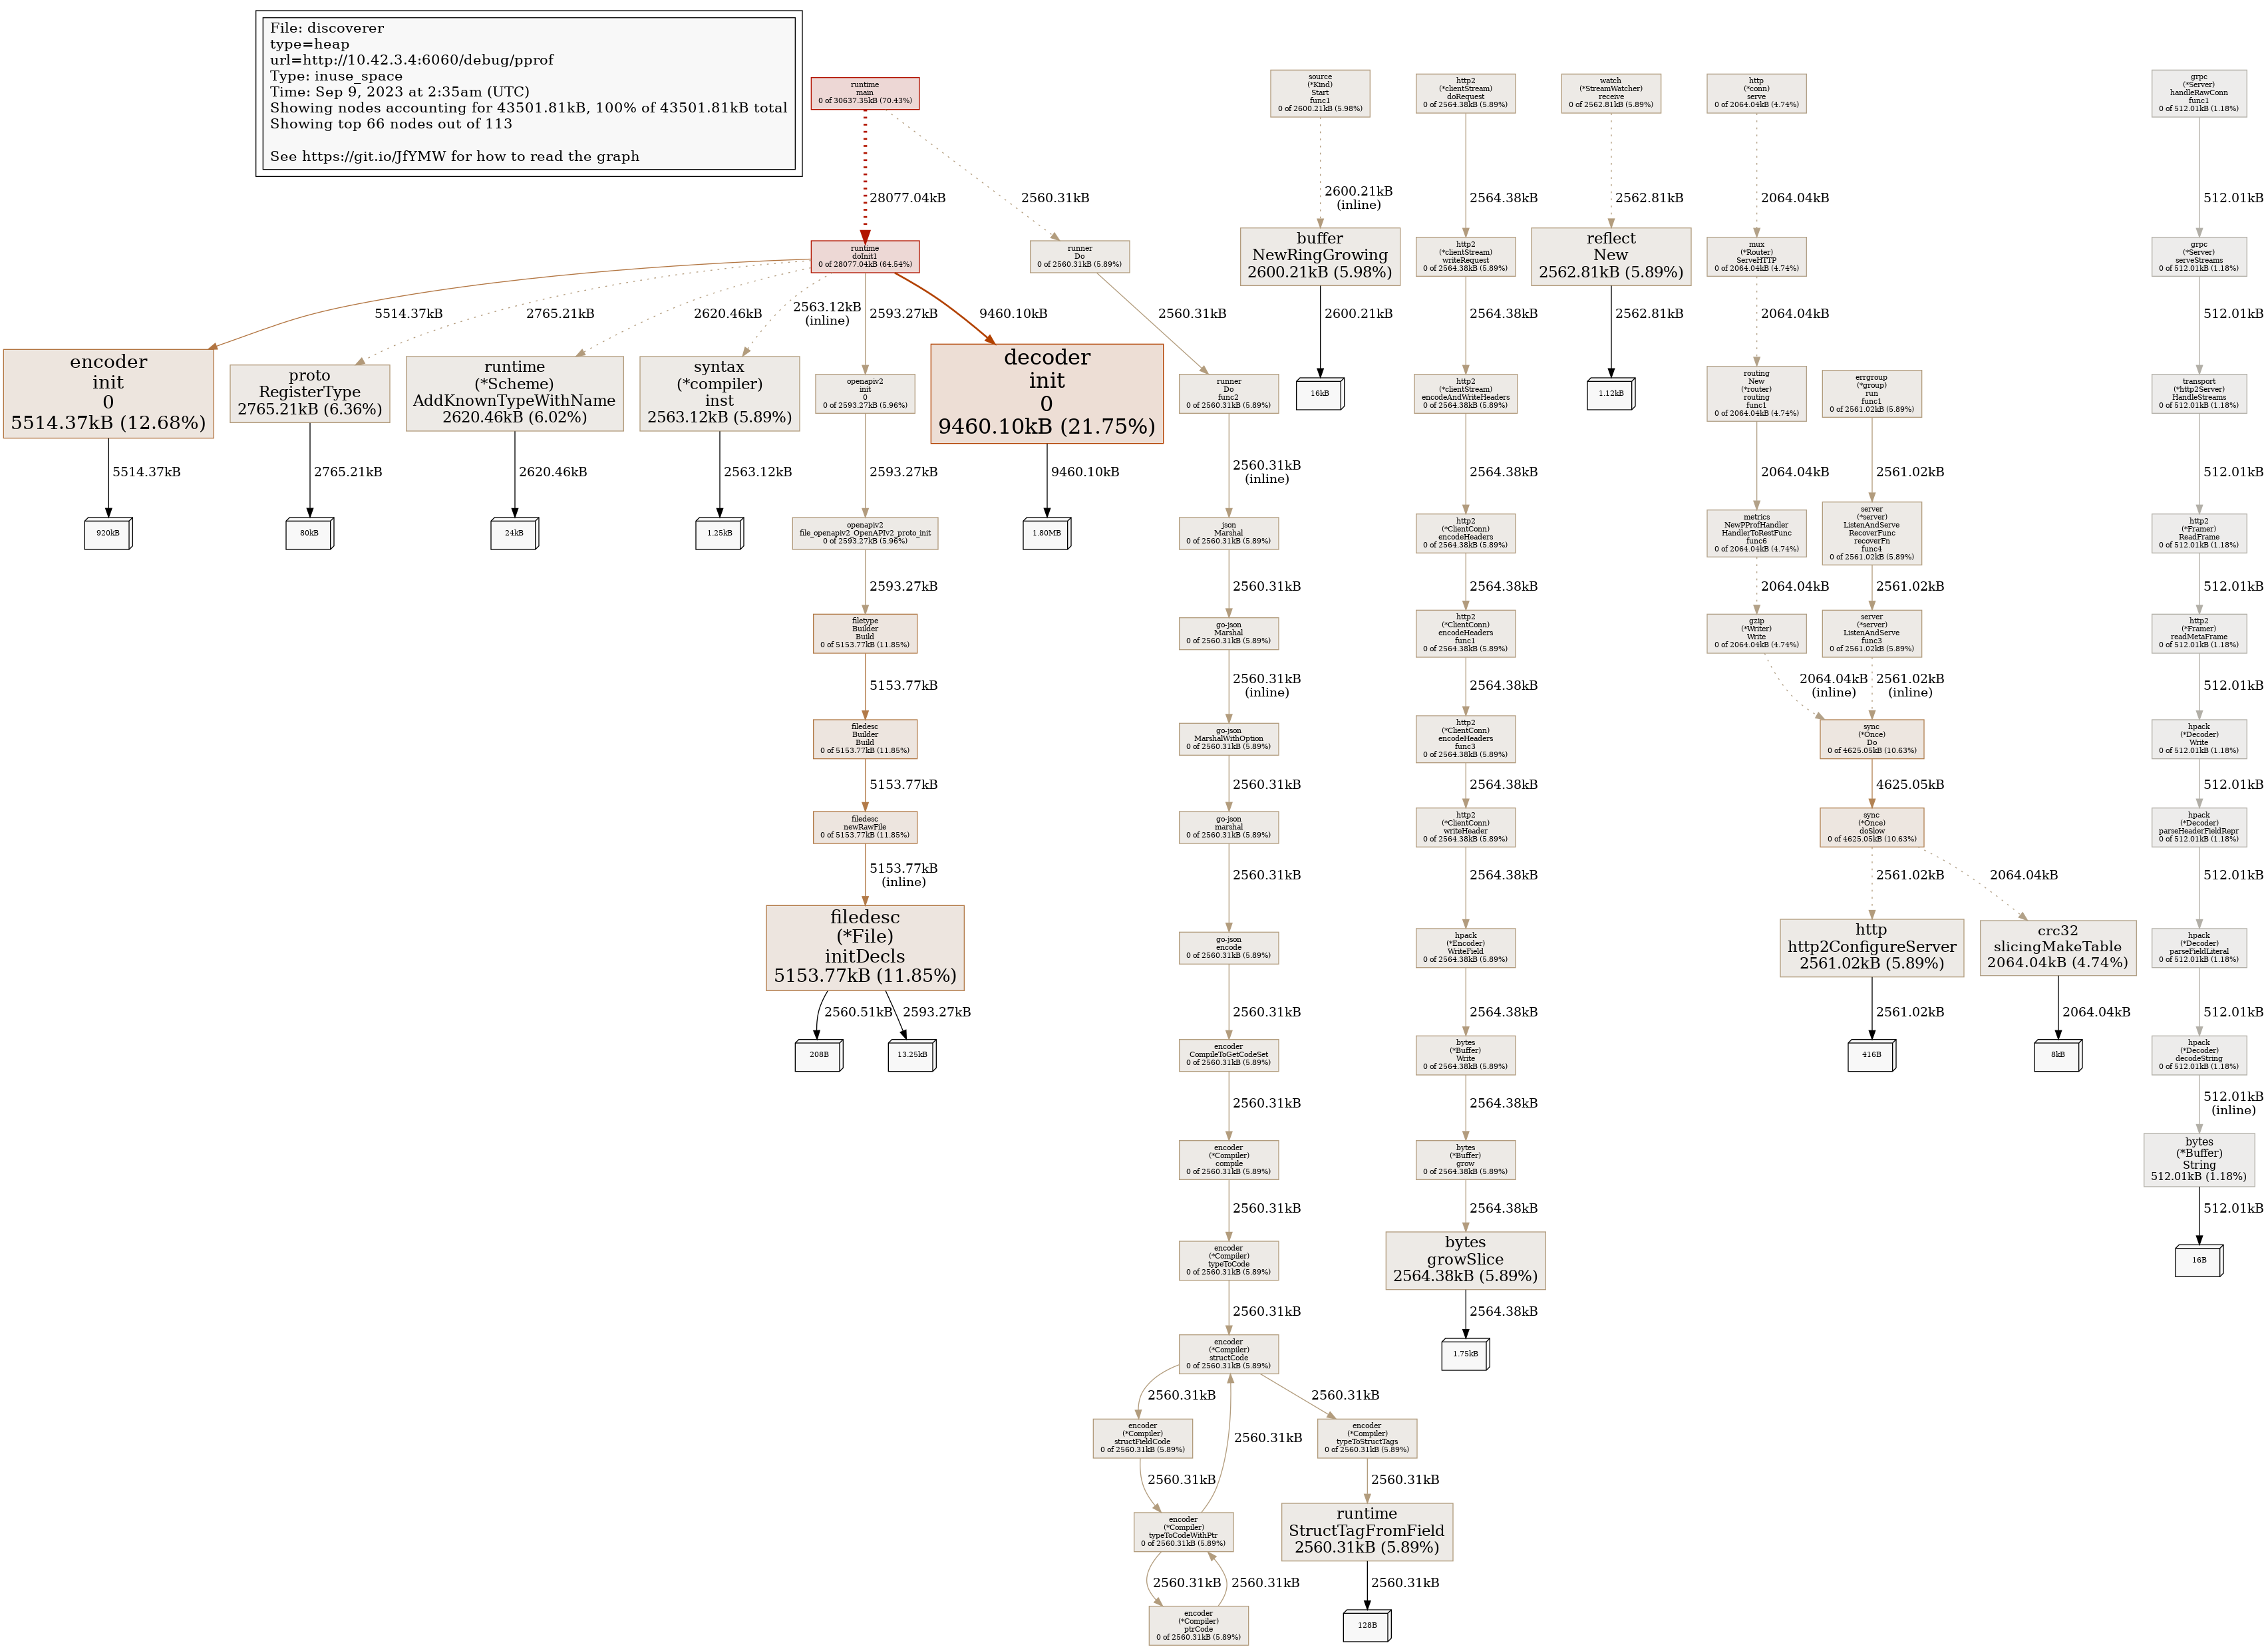 File: discoverer
type=heap
url=http://10.42.3.4:6060/debug/pprof
Type: inuse_space
Time: Sep 9, 2023 at 2:35am (UTC)
Showing nodes accounting for 43501.81kB, 100% of 43501.81kB total
Showing top 66 nodes out of 113
See https://git.io/JfYMW for how to read the graph
runtime
main
0 of 30637.35kB (70.43%)
28077.04kB
2560.31kB
runtime
doInit1
0 of 28077.04kB (64.54%)
5514.37kB
2765.21kB
2620.46kB
2563.12kB
(inline)
2593.27kB
9460.10kB
encoder
init
0
5514.37kB (12.68%)
5514.37kB
920kB
proto
RegisterType
2765.21kB (6.36%)
2765.21kB
80kB
runtime
(*Scheme)
AddKnownTypeWithName
2620.46kB (6.02%)
2620.46kB
24kB
syntax
(*compiler)
inst
2563.12kB (5.89%)
2563.12kB
1.25kB
openapiv2
init
0
0 of 2593.27kB (5.96%)
2593.27kB
openapiv2
file_openapiv2_OpenAPIv2_proto_init
0 of 2593.27kB (5.96%)
2593.27kB
filetype
Builder
Build
0 of 5153.77kB (11.85%)
5153.77kB
filedesc
Builder
Build
0 of 5153.77kB (11.85%)
5153.77kB
filedesc
newRawFile
0 of 5153.77kB (11.85%)
5153.77kB
(inline)
filedesc
(*File)
initDecls
5153.77kB (11.85%)
2560.51kB
2593.27kB
208B
13.25kB
decoder
init
0
9460.10kB (21.75%)
9460.10kB
1.80MB
runner
Do
0 of 2560.31kB (5.89%)
2560.31kB
runner
Do
func2
0 of 2560.31kB (5.89%)
2560.31kB
(inline)
json
Marshal
0 of 2560.31kB (5.89%)
2560.31kB
go-json
Marshal
0 of 2560.31kB (5.89%)
2560.31kB
(inline)
go-json
MarshalWithOption
0 of 2560.31kB (5.89%)
2560.31kB
go-json
marshal
0 of 2560.31kB (5.89%)
2560.31kB
go-json
encode
0 of 2560.31kB (5.89%)
2560.31kB
encoder
CompileToGetCodeSet
0 of 2560.31kB (5.89%)
2560.31kB
encoder
(*Compiler)
compile
0 of 2560.31kB (5.89%)
2560.31kB
encoder
(*Compiler)
typeToCode
0 of 2560.31kB (5.89%)
2560.31kB
encoder
(*Compiler)
structCode
0 of 2560.31kB (5.89%)
2560.31kB
2560.31kB
2560.31kB
encoder
(*Compiler)
structFieldCode
0 of 2560.31kB (5.89%)
2560.31kB
encoder
(*Compiler)
typeToCodeWithPtr
0 of 2560.31kB (5.89%)
2560.31kB
2560.31kB
encoder
(*Compiler)
ptrCode
0 of 2560.31kB (5.89%)
encoder
(*Compiler)
typeToStructTags
0 of 2560.31kB (5.89%)
2560.31kB
runtime
StructTagFromField
2560.31kB (5.89%)
2560.31kB
128B
source
(*Kind)
Start
func1
0 of 2600.21kB (5.98%)
2600.21kB
(inline)
buffer
NewRingGrowing
2600.21kB (5.98%)
2600.21kB
16kB
http2
(*clientStream)
doRequest
0 of 2564.38kB (5.89%)
2564.38kB
http2
(*clientStream)
writeRequest
0 of 2564.38kB (5.89%)
2564.38kB
http2
(*clientStream)
encodeAndWriteHeaders
0 of 2564.38kB (5.89%)
2564.38kB
http2
(*ClientConn)
encodeHeaders
0 of 2564.38kB (5.89%)
2564.38kB
http2
(*ClientConn)
encodeHeaders
func1
0 of 2564.38kB (5.89%)
2564.38kB
http2
(*ClientConn)
encodeHeaders
func3
0 of 2564.38kB (5.89%)
2564.38kB
http2
(*ClientConn)
writeHeader
0 of 2564.38kB (5.89%)
2564.38kB
hpack
(*Encoder)
WriteField
0 of 2564.38kB (5.89%)
2564.38kB
bytes
(*Buffer)
Write
0 of 2564.38kB (5.89%)
2564.38kB
bytes
(*Buffer)
grow
0 of 2564.38kB (5.89%)
2564.38kB
bytes
growSlice
2564.38kB (5.89%)
2564.38kB
1.75kB
watch
(*StreamWatcher)
receive
0 of 2562.81kB (5.89%)
2562.81kB
reflect
New
2562.81kB (5.89%)
2562.81kB
1.12kB
http
(*conn)
serve
0 of 2064.04kB (4.74%)
2064.04kB
mux
(*Router)
ServeHTTP
0 of 2064.04kB (4.74%)
2064.04kB
routing
New
(*router)
routing
func1
0 of 2064.04kB (4.74%)
2064.04kB
metrics
NewPProfHandler
HandlerToRestFunc
func6
0 of 2064.04kB (4.74%)
2064.04kB
gzip
(*Writer)
Write
0 of 2064.04kB (4.74%)
2064.04kB
(inline)
errgroup
(*group)
run
func1
0 of 2561.02kB (5.89%)
2561.02kB
server
(*server)
ListenAndServe
RecoverFunc
recoverFn
func4
0 of 2561.02kB (5.89%)
2561.02kB
server
(*server)
ListenAndServe
func3
0 of 2561.02kB (5.89%)
2561.02kB
(inline)
sync
(*Once)
Do
0 of 4625.05kB (10.63%)
4625.05kB
sync
(*Once)
doSlow
0 of 4625.05kB (10.63%)
2561.02kB
2064.04kB
http
http2ConfigureServer
2561.02kB (5.89%)
2561.02kB
416B
crc32
slicingMakeTable
2064.04kB (4.74%)
2064.04kB
8kB
grpc
(*Server)
handleRawConn
func1
0 of 512.01kB (1.18%)
512.01kB
grpc
(*Server)
serveStreams
0 of 512.01kB (1.18%)
512.01kB
transport
(*http2Server)
HandleStreams
0 of 512.01kB (1.18%)
512.01kB
http2
(*Framer)
ReadFrame
0 of 512.01kB (1.18%)
512.01kB
http2
(*Framer)
readMetaFrame
0 of 512.01kB (1.18%)
512.01kB
hpack
(*Decoder)
Write
0 of 512.01kB (1.18%)
512.01kB
hpack
(*Decoder)
parseHeaderFieldRepr
0 of 512.01kB (1.18%)
512.01kB
hpack
(*Decoder)
parseFieldLiteral
0 of 512.01kB (1.18%)
512.01kB
hpack
(*Decoder)
decodeString
0 of 512.01kB (1.18%)
512.01kB
(inline)
bytes
(*Buffer)
String
512.01kB (1.18%)
512.01kB
16B